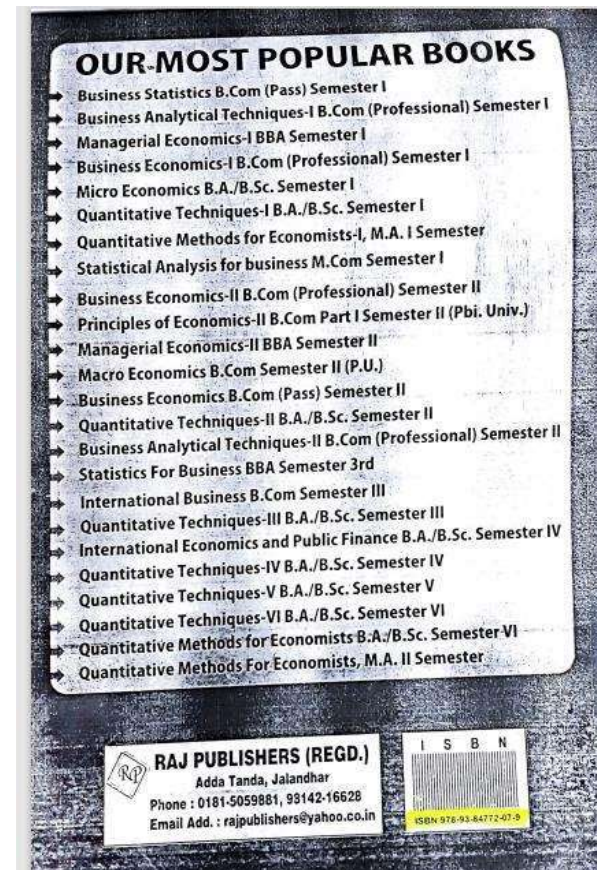 OUR MOST POPULAR BOOKS
Business Statistics B.Com (Pass) Semester I
Business Analytical Techniques-I B.Com (Professional) Semester I
Managerial Economics-I BBA Semester I
Business Economics-I B.Com (Professional) Semester I
Micro Economics B.A./B.Sc. Semester I
Quantitative Techniques-I B.A./B.Sc. Semester I
Quantitative Methods for Economists-I, M.A. I Semester
Statistical Analysis for business M.Com Semester I
Business Economics-II B.Com (Professional) Semester II
Principles of Economics-II B.Com Part I Semester II (Pbi. Univ.)
Managerial Economics-II BBA Semester II
Macro Economics B.Com Semester II (P.U.)
Business Economics B.Com (Pass) Semester II
Quantitative Techniques-II B.A./B.Sc. Semester II
Business Analytical Techniques-II B.Com (Professional) Semester II
Statistics For Business BBA Semester 3rd
International Business B.Com Semester III
Quantitative Techniques-III B.A./B.Sc. Semester III
International Economics and Public Finance B.A./B.Sc. Semester IV
Quantitative Techniques-IV B.A./B.Sc. Semester IV
Quantitative Techniques-V B.A./B.Sc. Semester V
Quantitative Techniques-VI B.A./B.Sc. Semester VI
Quantitative Methods for Economists B.A./B.Sc. Semester VI
Quantitative Methods For Economists, M.A. II Semester
RP
RAJ PUBLISHERS (REGD.)
Adda Tanda, Jalandhar
Phone : 0181-5059881, 98142-16628
Email Add. : rajpublishers@yahoo.co.in
I S B N
ISBN 978-93-84772-07-9